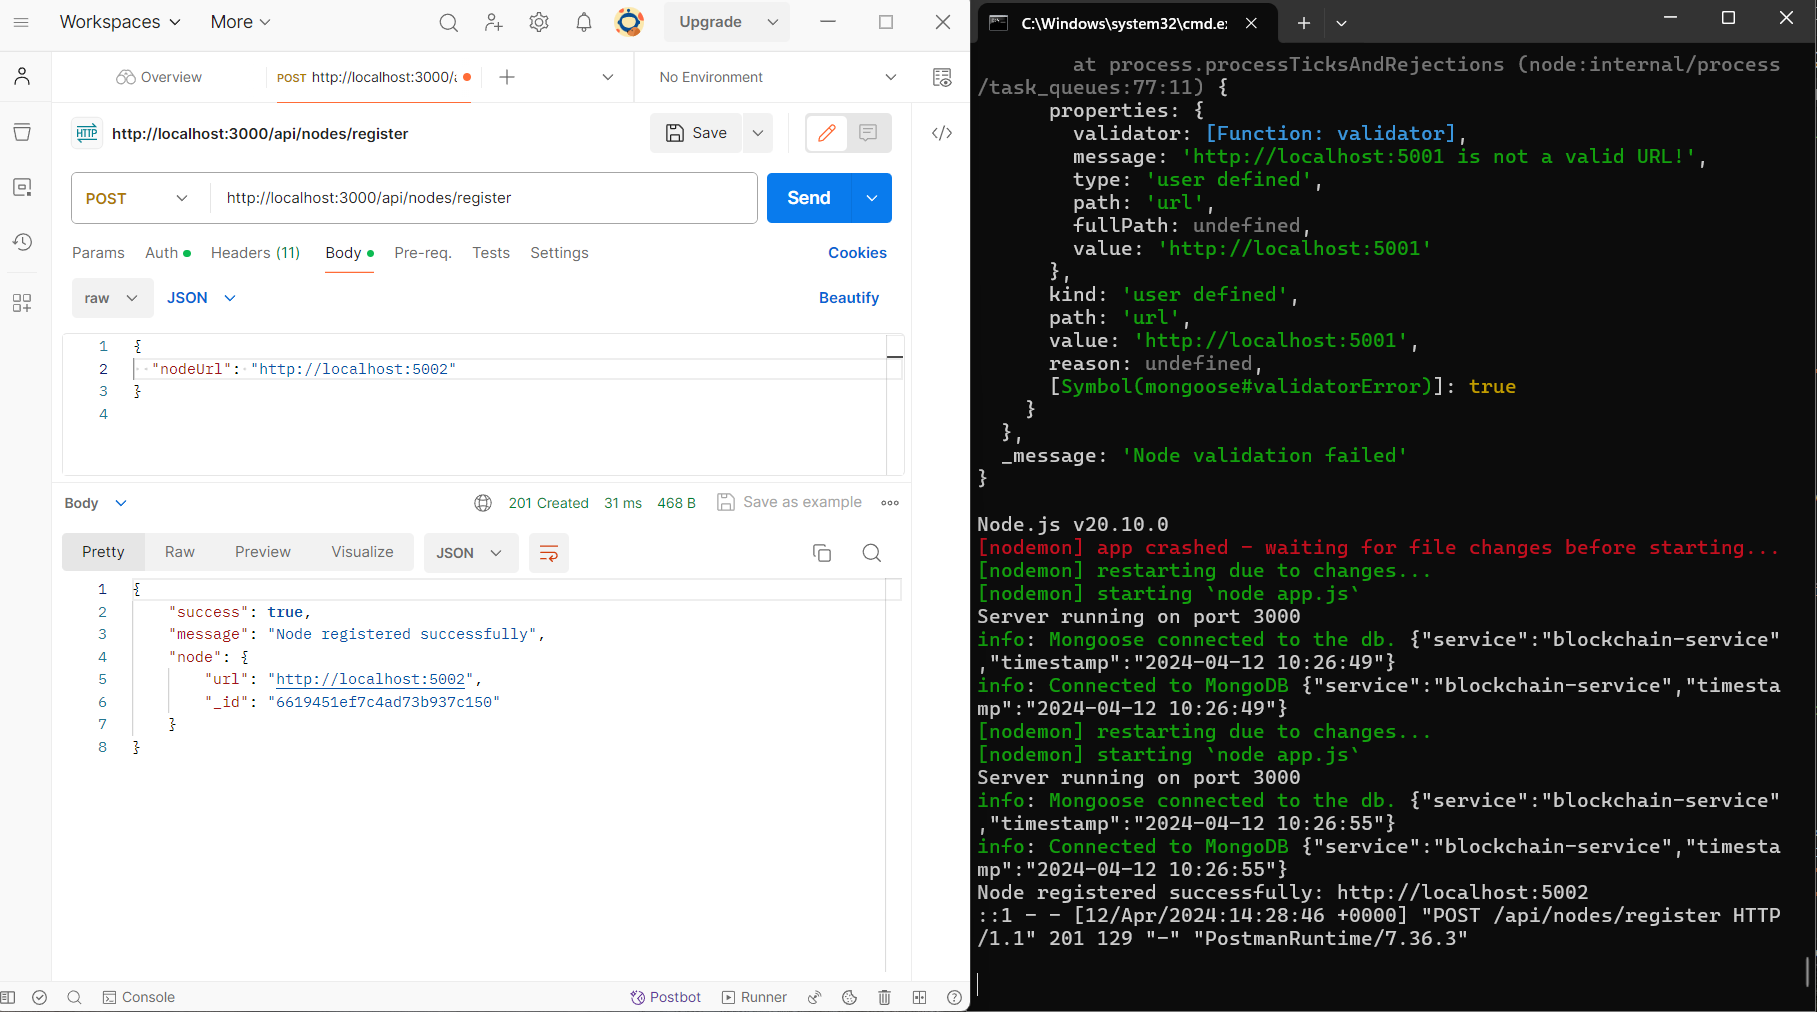 Workspaces
More
Upgrade
Overview
POST http://localhost:3000/a
No Environment
HTTP
http://localhost:3000/api/nodes/register
Save
POST
http://localhost:3000/api/nodes/register
Send
Params
Auth
Headers (11)
Body
Pre-req.
Tests
Settings
Cookies
raw
JSON
Beautify
1 {
2 "nodeUrl": "http://localhost:5002"
3 }
4
Body
201 Created
31 ms
468 B
Save as example
Pretty
Raw
Preview
Visualize
JSON
1 {
2 "success": true,
3 "message": "Node registered successfully",
4 "node": {
5 "url": "http://localhost:5002",
6 "_id": "6619451ef7c4ad73b937c150"
7 }
8 }
Console
Postbot
Runner
C:\Windows\system32\cmd.e
at process.processTicksAndRejections (node:internal/process
/task_queues:77:11) {
properties: {
validator: [Function: validator],
message: 'http://localhost:5001 is not a valid URL!',
type: 'user defined',
path: 'url',
fullPath: undefined,
value: 'http://localhost:5001'
},
kind: 'user defined',
path: 'url',
value: 'http://localhost:5001',
reason: undefined,
[Symbol(mongoose#validatorError)]: true
}
},
_message: 'Node validation failed'
}
Node.js v20.10.0
[nodemon] app crashed - waiting for file changes before starting...
[nodemon] restarting due to changes...
[nodemon] starting `node app.js`
Server running on port 3000
info: Mongoose connected to the db. {"service":"blockchain-service"
,"timestamp":"2024-04-12 10:26:49"}
info: Connected to MongoDB {"service":"blockchain-service","timesta
mp":"2024-04-12 10:26:49"}
[nodemon] restarting due to changes...
[nodemon] starting `node app.js`
Server running on port 3000
info: Mongoose connected to the db. {"service":"blockchain-service"
,"timestamp":"2024-04-12 10:26:55"}
info: Connected to MongoDB {"service":"blockchain-service","timesta
mp":"2024-04-12 10:26:55"}
Node registered successfully: http://localhost:5002
::1 - - [12/Apr/2024:14:28:46 +0000] "POST /api/nodes/register HTTP
/1.1" 201 129 "-" "PostmanRuntime/7.36.3"